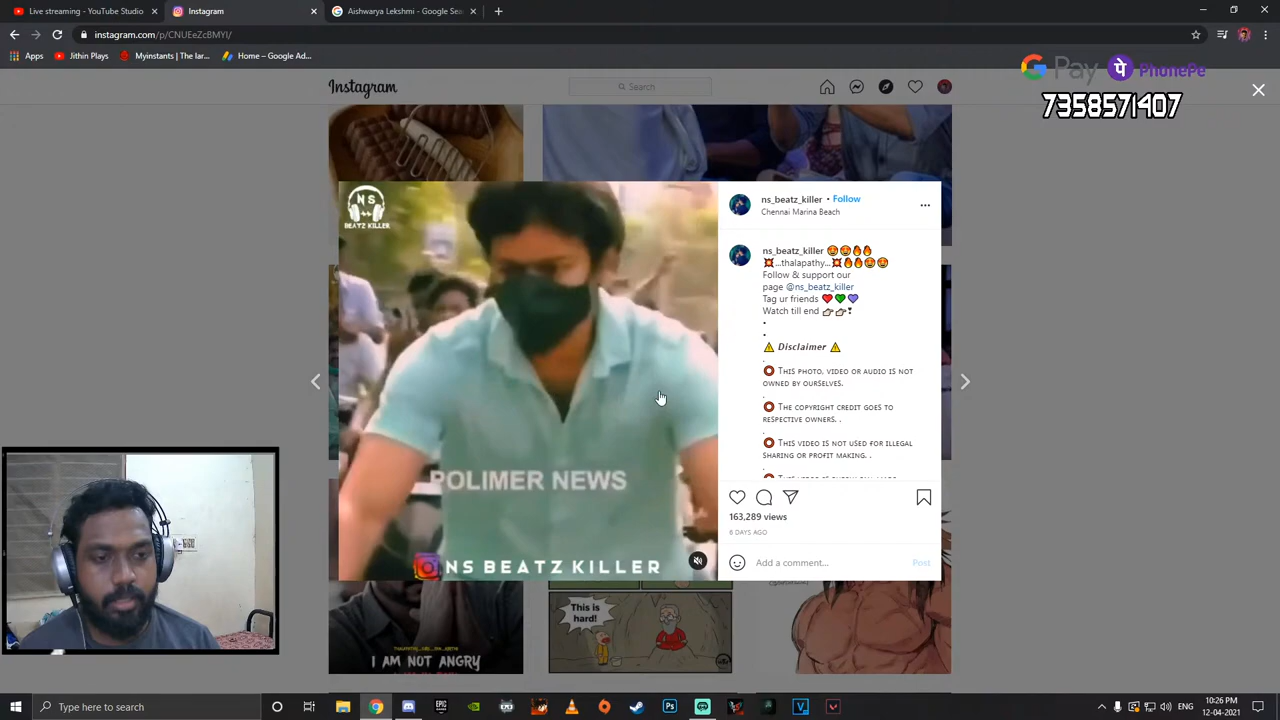 Live streaming - YouTube Studio
Instagram
Aishwarya Lekshmi - Google Sea
instagram.com/p/CNUEeZcBMYI/
Apps
Jithin Plays
Myinstants | The lar...
Home – Google Ad...
G Pay PhonePe
7358571407
Instagram
Search
NS
BEATZ KILLER
POLIMER NEWS
NS BEATZ KILLER
ns_beatz_killer • Follow
Chennai Marina Beach
ns_beatz_killer 🤩🤩🔥🔥
💥...thalapathy...💥🔥🔥🤩🤩
Follow & support our
page @ns_beatz_killer
Tag ur friends ❤💚💜
Watch till end 👉👉❣
•
•
⚠ Disclaimer ⚠
.
⭕ This photo, video or audio is not
owned by ourselves.
.
⭕ The copyright credit goes to
respective owners. .
.
⭕ This video is not used for illegal
sharing or profit making. .
.
163,289 views
6 DAYS AGO
Add a comment...
Post
This is
hard!
I AM NOT ANGRY
Type here to search
ENG
10:26 PM
12-04-2021